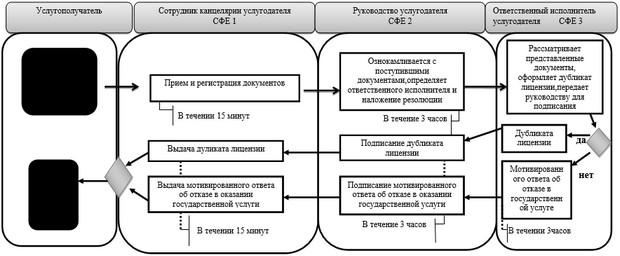 Услугополучатель
Сотрудник канцелярии услугодателя
СФЕ 1
Руководство услугодателя
СФЕ 2
Ответственный исполнитель
услугодателя СФЕ 3
Прием и регистрация документов
В течении 15 минут
Ознокамливается с
поступившими
документами,определяет
ответственного исполнителя и
наложение резолюции
В течение 3 часов
Рассматривает
представленные
документы,
оформляет дубликат
лицензии,передает
руководству для
подписания
да
нет
Дубликата
лицензии
Подписание дубликата
лицензии
Выдача дуликата лицензии
Мотивированн
ого ответа об
отказе в
государственн
ой услуге
В течении 3часов
Подписание мотивированного
ответа об отказе в оказании
государственной услуги
В течение 3 часов
Выдача мотивированного ответа
об отказе в оказании
государственной услуги
В течении 15 минут